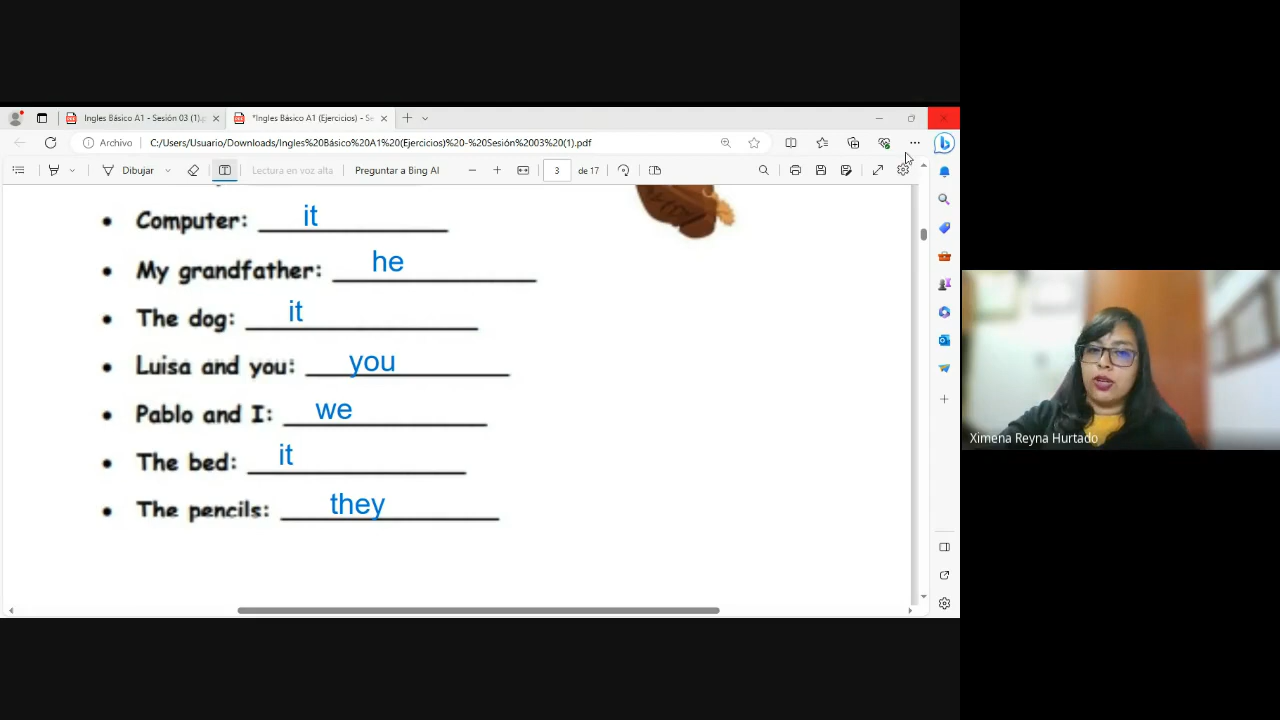 Ingles Básico A1 - Sesión 03 (1).p
*Ingles Básico A1 (Ejercicios) - Se
Archivo
C:/Users/Usuario/Downloads/Ingles%20Básico%20A1%20(Ejercicios)%20-%20Sesión%2003%20(1).pdf
Dibujar
Lectura en voz alta
Preguntar a Bing AI
3 de 17
• Computer: it
• My grandfather: he
• The dog: it
• Luisa and you: you
• Pablo and I: we
• The bed: it
• The pencils: they
Ximena Reyna Hurtado